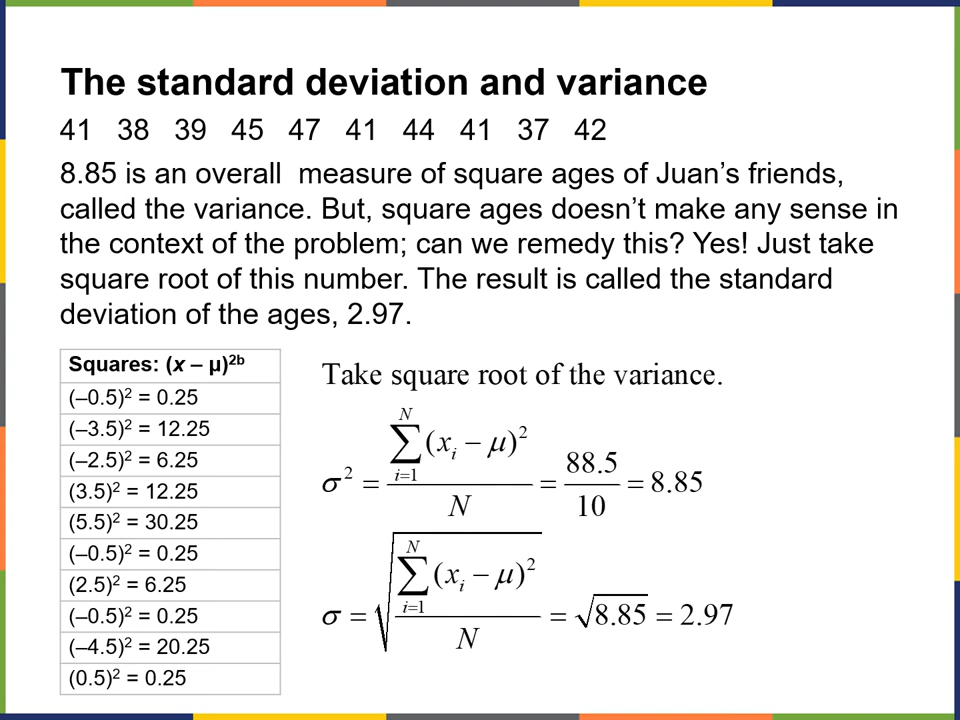 The standard deviation and variance
41 38 39 45 47 41 44 41 37 42
8.85 is an overall  measure of square ages of Juan’s friends,
called the variance. But, square ages doesn’t make any sense in
the context of the problem; can we remedy this? Yes! Just take
square root of this number. The result is called the standard
deviation of the ages, 2.97.
Squares: (x – µ)²ᵇ
(–0.5)² = 0.25
(–3.5)² = 12.25
(–2.5)² = 6.25
(3.5)² = 12.25
(5.5)² = 30.25
(–0.5)² = 0.25
(2.5)² = 6.25
(–0.5)² = 0.25
(–4.5)² = 20.25
(0.5)² = 0.25
Take square root of the variance.
σ² = ∑ᵢ₌₁ᴺ (xᵢ – μ)² / N = 88.5 / 10 = 8.85
σ = √(∑ᵢ₌₁ᴺ (xᵢ – μ)² / N) = √8.85 = 2.97